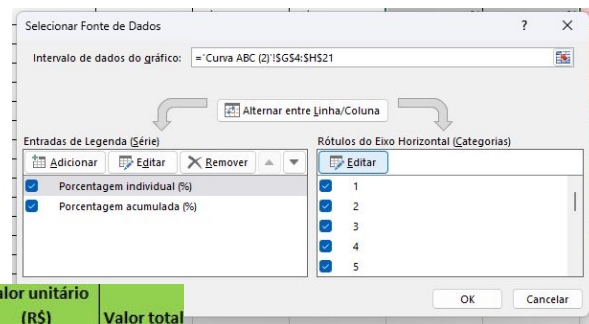 Selecionar Fonte de Dados ? ×
Intervalo de dados do gráfico: ='Curva ABC (2)'!$G$4:$H$21
Alternar entre Linha/Coluna
Entradas de Legenda (Série)
Adicionar Editar Remover
Porcentagem individual (%)
Porcentagem acumulada (%)
Rótulos do Eixo Horizontal (Categorias)
Editar
1
2
3
4
5
OK Cancelar
alor unitário
(R$) Valor total